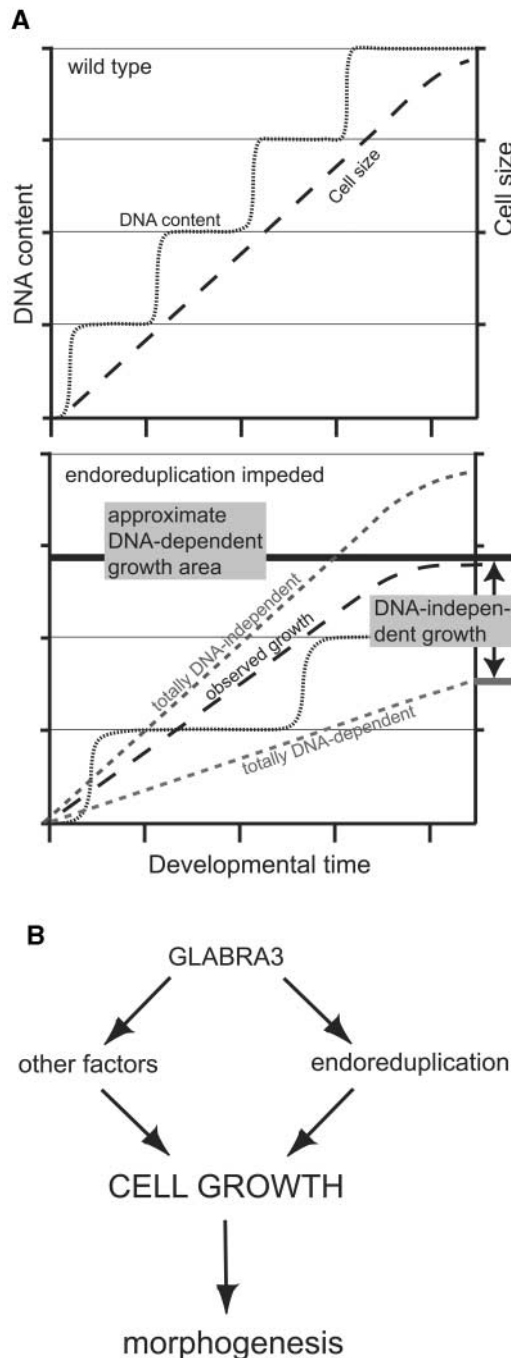 A
wild type
DNA content
Cell size
DNA content
Cell size
endoreduplication impeded
approximate
DNA-dependent
growth area
totally DNA-independent
observed growth
DNA-indepen-
dent growth
totally DNA-dependent
Developmental time
B
GLABRA3
other factors
endoreduplication
CELL GROWTH
morphogenesis